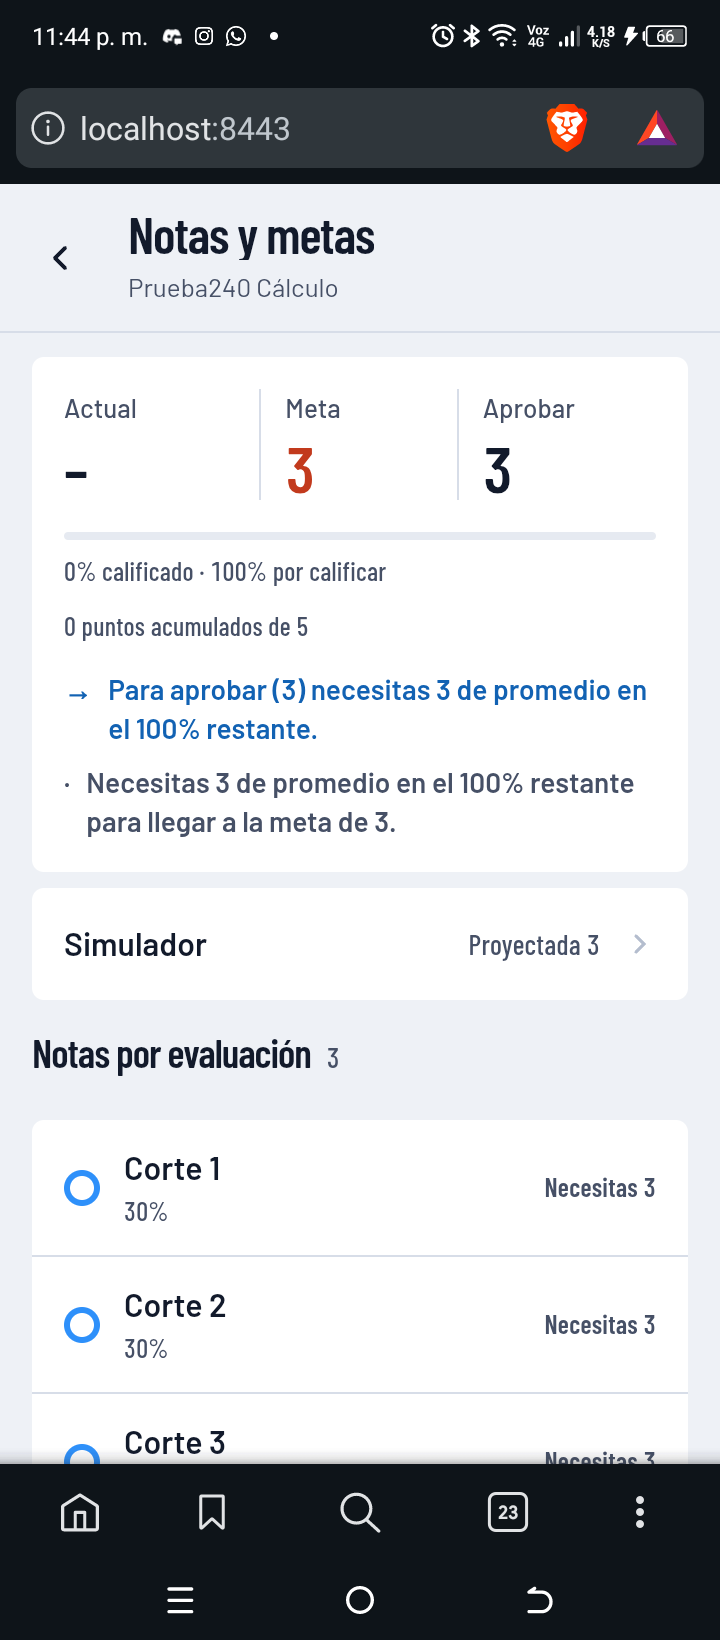 11:44 p. m.
Voz 4G
4.18 K/S
66
localhost:8443
Notas y metas
Prueba240 Cálculo
Actual
Meta
Aprobar
–
3
3
0% calificado · 100% por calificar
0 puntos acumulados de 5
→ Para aprobar (3) necesitas 3 de promedio en
el 100% restante.
· Necesitas 3 de promedio en el 100% restante
para llegar a la meta de 3.
Simulador
Proyectada 3
Notas por evaluación 3
Corte 1
30%
Necesitas 3
Corte 2
30%
Necesitas 3
Corte 3
Necesitas 3
23